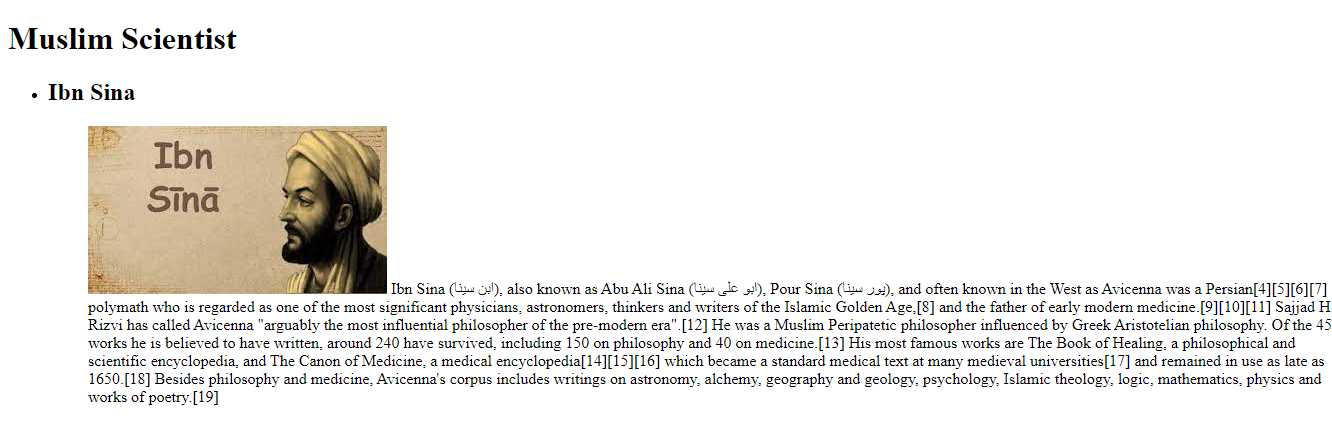 Muslim Scientist
Ibn Sina
Ibn
Sīnā
Ibn Sina (ابن سینا), also known as Abu Ali Sina (ابو علی سینا), Pour Sina (پور سینا), and often known in the West as Avicenna was a Persian[4][5][6][7]
polymath who is regarded as one of the most significant physicians, astronomers, thinkers and writers of the Islamic Golden Age,[8] and the father of early modern medicine.[9][10][11] Sajjad H
Rizvi has called Avicenna "arguably the most influential philosopher of the pre-modern era".[12] He was a Muslim Peripatetic philosopher influenced by Greek Aristotelian philosophy. Of the 45
works he is believed to have written, around 240 have survived, including 150 on philosophy and 40 on medicine.[13] His most famous works are The Book of Healing, a philosophical and
scientific encyclopedia, and The Canon of Medicine, a medical encyclopedia[14][15][16] which became a standard medical text at many medieval universities[17] and remained in use as late as
1650.[18] Besides philosophy and medicine, Avicenna's corpus includes writings on astronomy, alchemy, geography and geology, psychology, Islamic theology, logic, mathematics, physics and
works of poetry.[19]